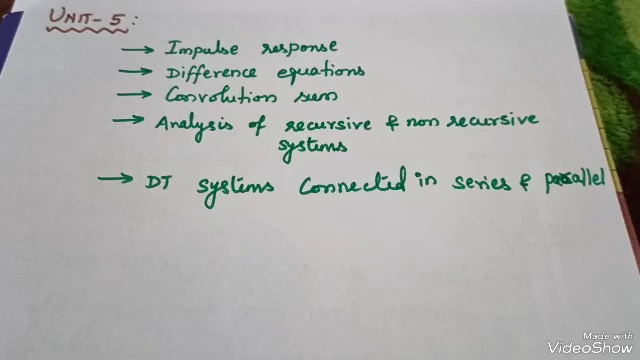 UNIT-5:
→ Impulse response
→ Difference equations
→ Convolution sum
→ Analysis of recursive & non recursive
systems
→ DT systems connected in series & parallel
Made with
VideoShow